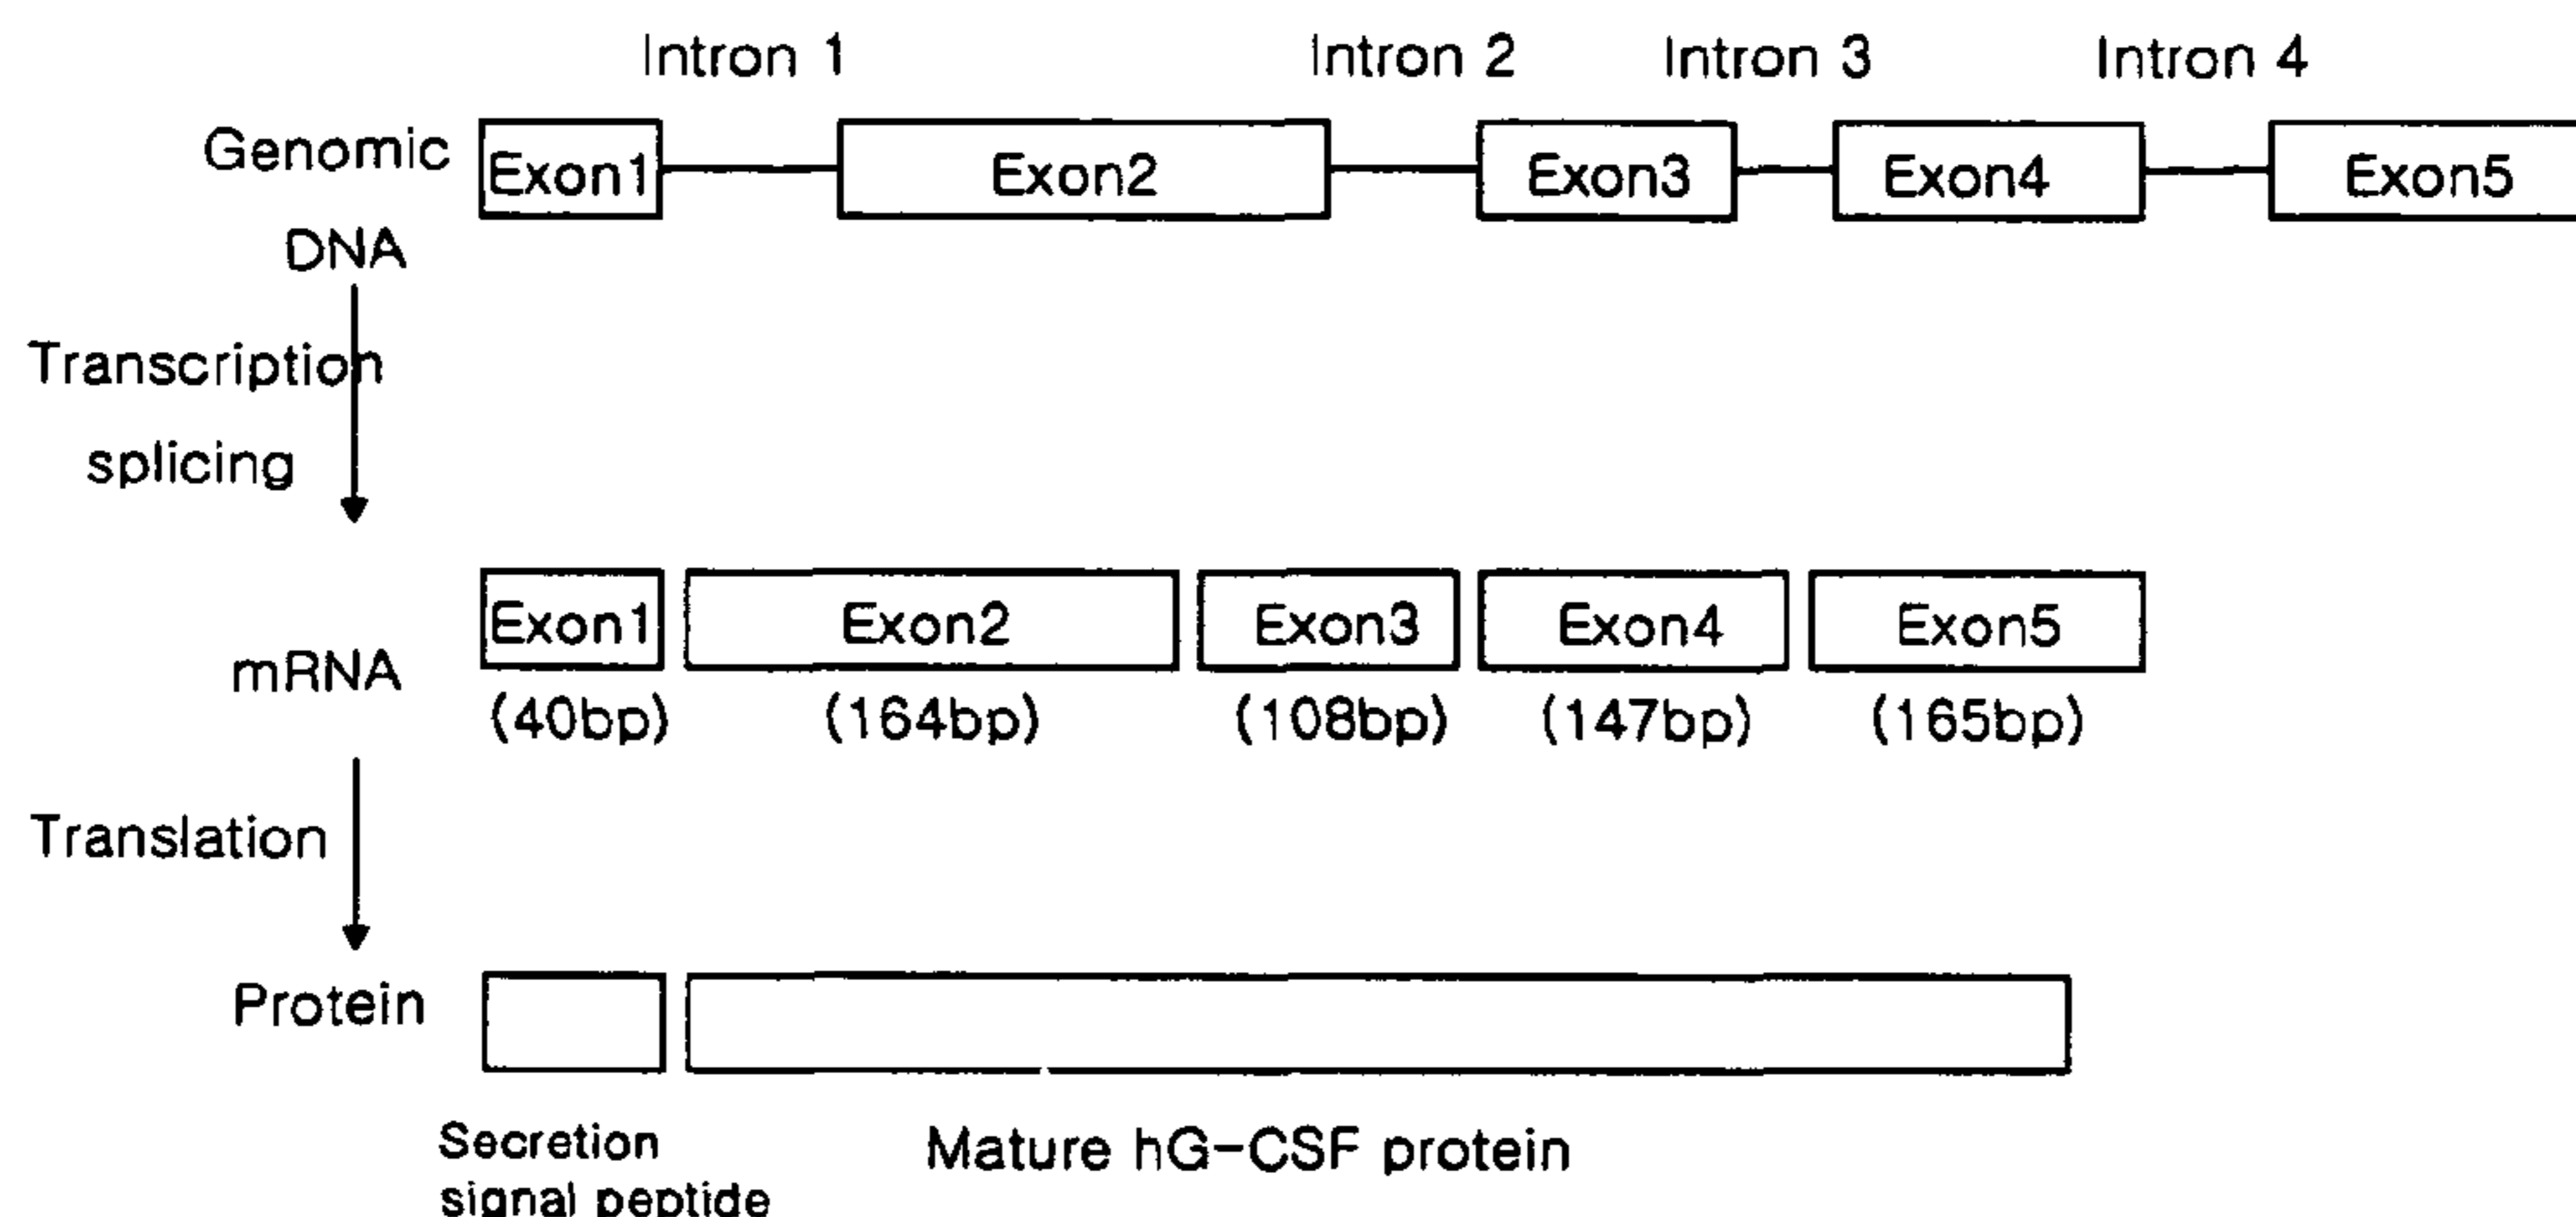 Intron 1 Intron 2 Intron 3 Intron 4
Genomic
DNA
Exon1 Exon2 Exon3 Exon4 Exon5
Transcription
splicing
mRNA
Exon1 Exon2 Exon3 Exon4 Exon5
(40bp) (164bp) (108bp) (147bp) (165bp)
Translation
Protein
Secretion
signal peptide
Mature hG-CSF protein